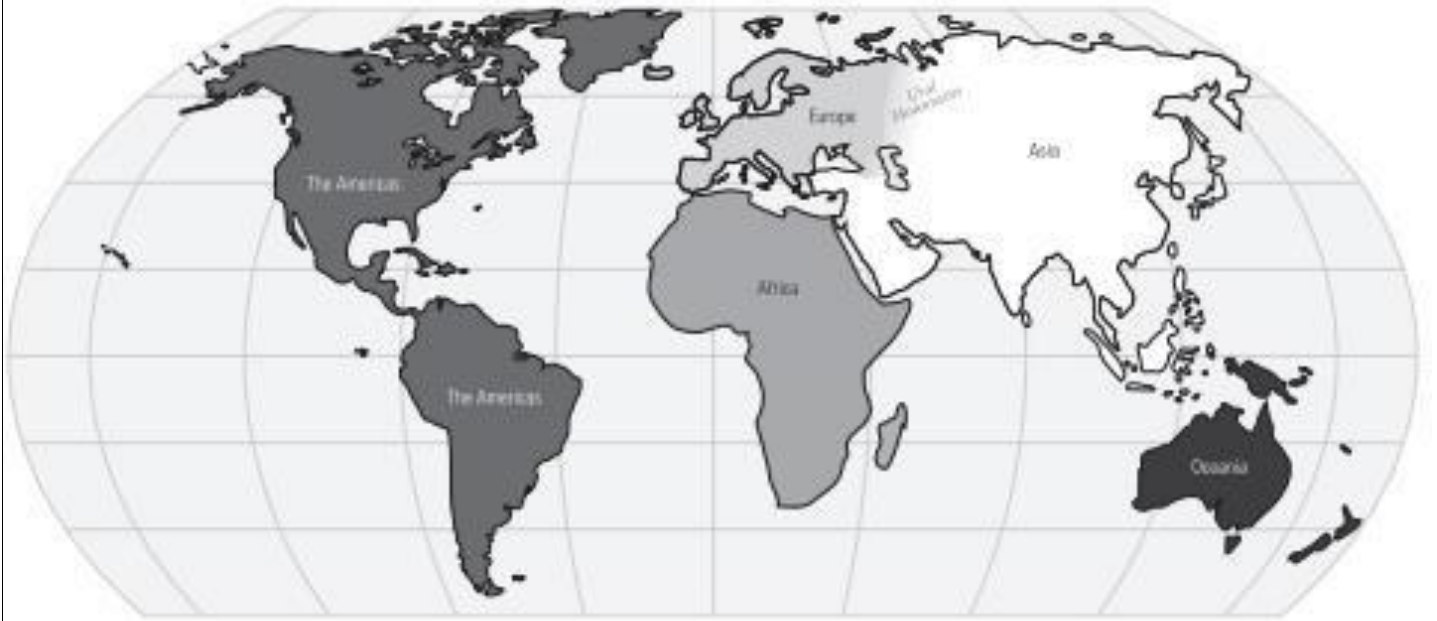 Ural
Mountains
Europe
Asia
The Americas
Africa
The Americas
Oceania